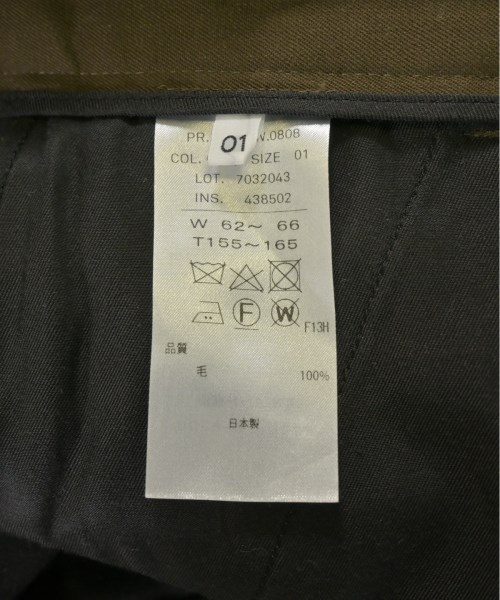 01
PR. W.0808
COL. SIZE 01
LOT. 7032043
INS. 438502
W 62～ 66
T155～165
F W F13H
品質
毛 100%
日本製